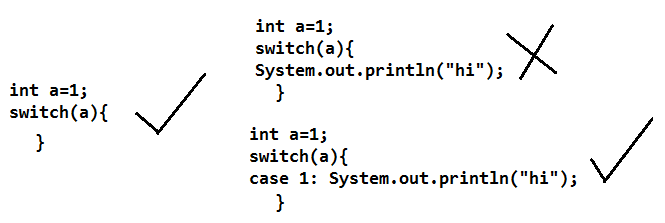 int a=1;
switch(a){
}
int a=1;
switch(a){
System.out.println("hi");
}
int a=1;
switch(a){
case 1: System.out.println("hi");
}